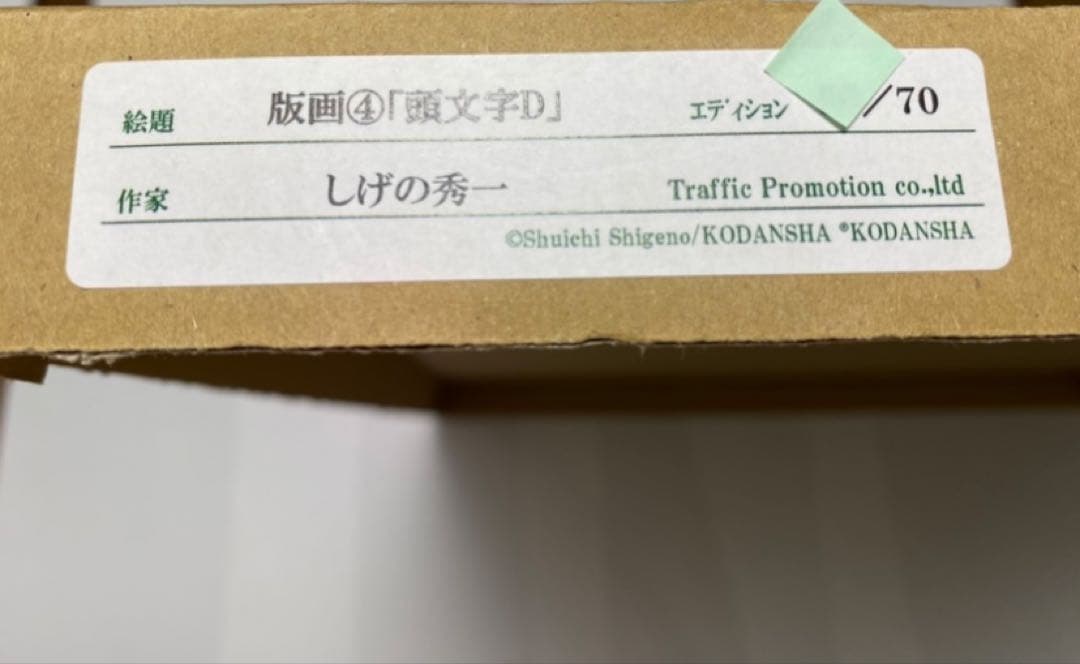 絵題 版画④「頭文字D」 エディション /70
作家 しげの秀一 Traffic Promotion co.,ltd
©Shuichi Shigeno/KODANSHA ®KODANSHA